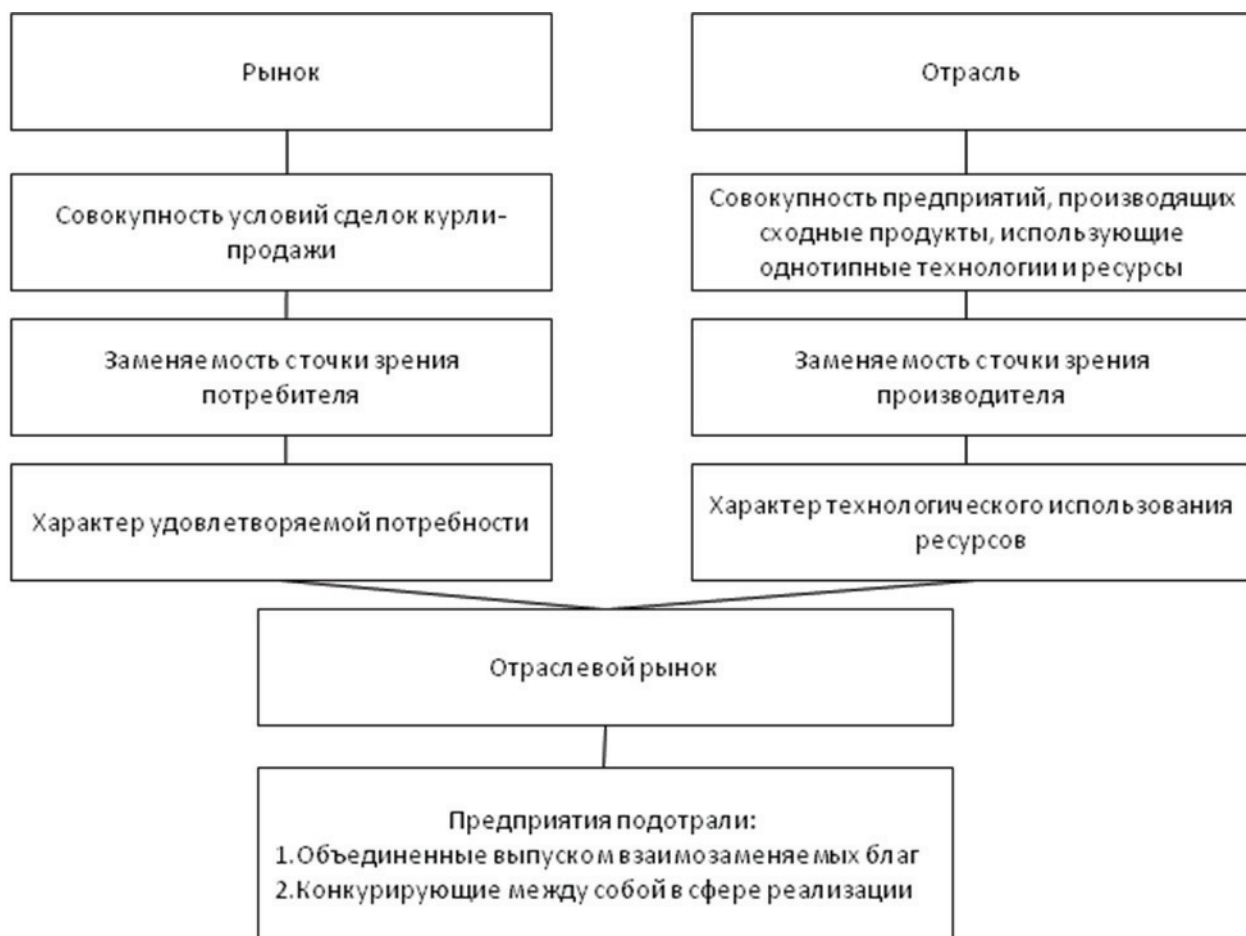 Рынок
Отрасль
Совокупность условий сделок курли-
продажи
Совокупность предприятий, производящих
сходные продукты, использующие
однотипные технологии и ресурсы
Заменяемость с точки зрения
потребителя
Заменяемость с точки зрения
производителя
Характер удовлетворяемой потребности
Характер технологического использования
ресурсов
Отраслевой рынок
Предприятия подотрали:
1.Объединенные выпуском взаимозаменяемых благ
2.Конкурирующие между собой в сфере реализации